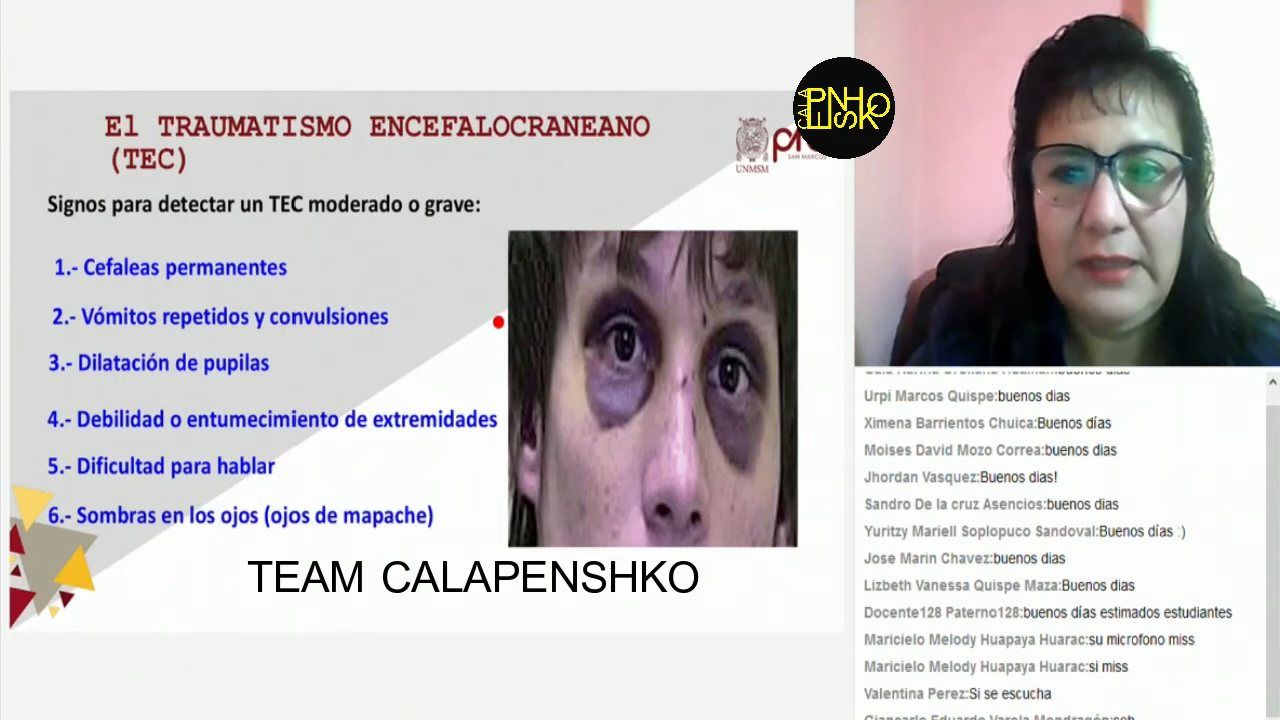 El TRAUMATISMO ENCEFALOCRANEANO
(TEC)
UNMSM
SAN MARCOS
CALA
PENSHKO
Signos para detectar un TEC moderado o grave:
1.- Cefaleas permanentes
2.- Vómitos repetidos y convulsiones
3.- Dilatación de pupilas
4.- Debilidad o entumecimiento de extremidades
5.- Dificultad para hablar
6.- Sombras en los ojos (ojos de mapache)
TEAM CALAPENSHKO
Urpi Marcos Quispe:buenos dias
Ximena Barrientos Chuica:Buenos días
Moises David Mozo Correa:buenos dias
Jhordan Vasquez:Buenos dias!
Sandro De la cruz Asencios:buenos dias
Yuritzy Mariell Soplopuco Sandoval:Buenos días :)
Jose Marin Chavez:buenos dias
Lizbeth Vanessa Quispe Maza:Buenos dias
Docente128 Paterno128:buenos días estimados estudiantes
Maricielo Melody Huapaya Huarac:su microfono miss
Maricielo Melody Huapaya Huarac:si miss
Valentina Perez:Si se escucha